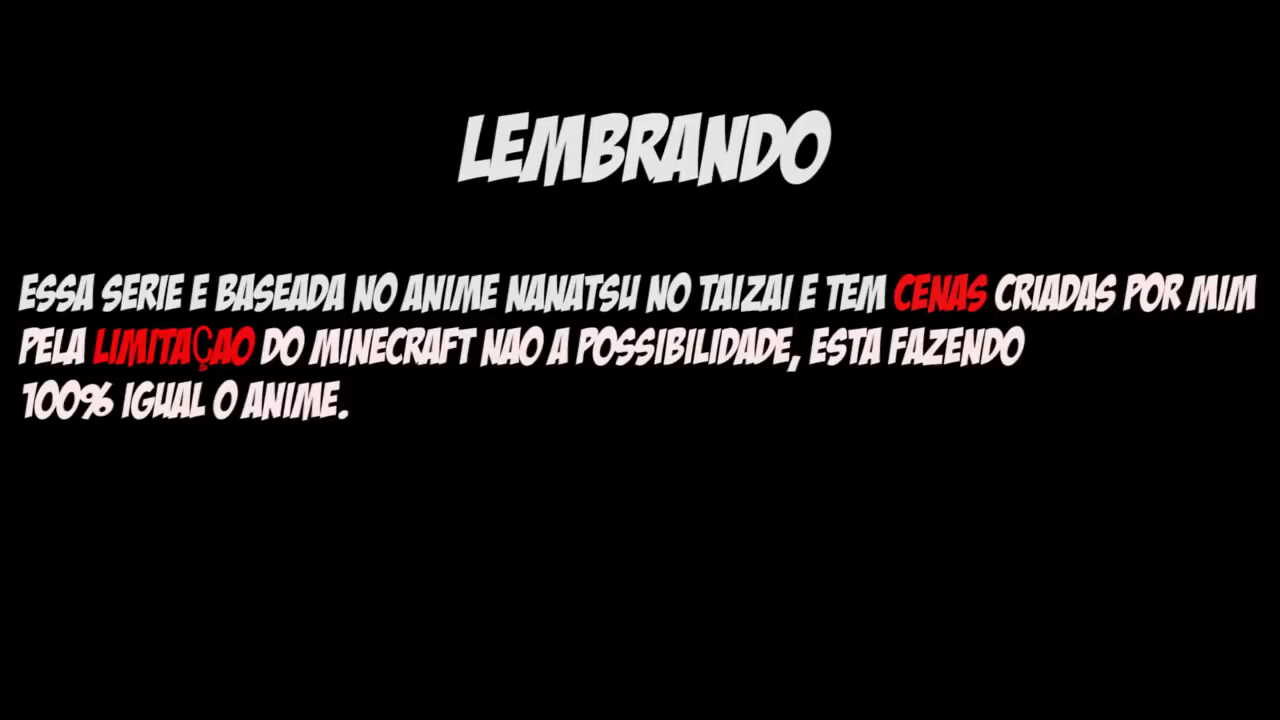 LEMBRANDO
ESSA SERIE E BASEADA NO ANIME NANATSU NO TAIZAI E TEM CENAS CRIADAS POR MIM
PELA LIMITAÇAO DO MINECRAFT NAO A POSSIBILIDADE, ESTA FAZENDO
100% IGUAL O ANIME.